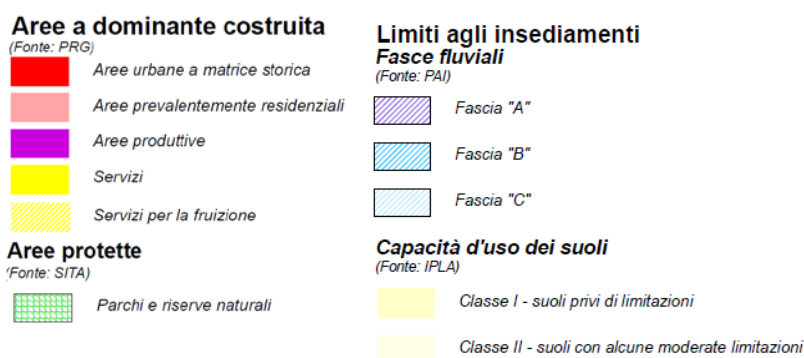 Aree a dominante costruita
(Fonte: PRG)
Aree urbane a matrice storica
Aree prevalentemente residenziali
Aree produttive
Servizi
Servizi per la fruizione
Aree protette
(Fonte: SITA)
Parchi e riserve naturali
Limiti agli insediamenti
Fasce fluviali
(Fonte: PAI)
Fascia "A"
Fascia "B"
Fascia "C"
Capacità d'uso dei suoli
(Fonte: IPLA)
Classe I - suoli privi di limitazioni
Classe II - suoli con alcune moderate limitazioni